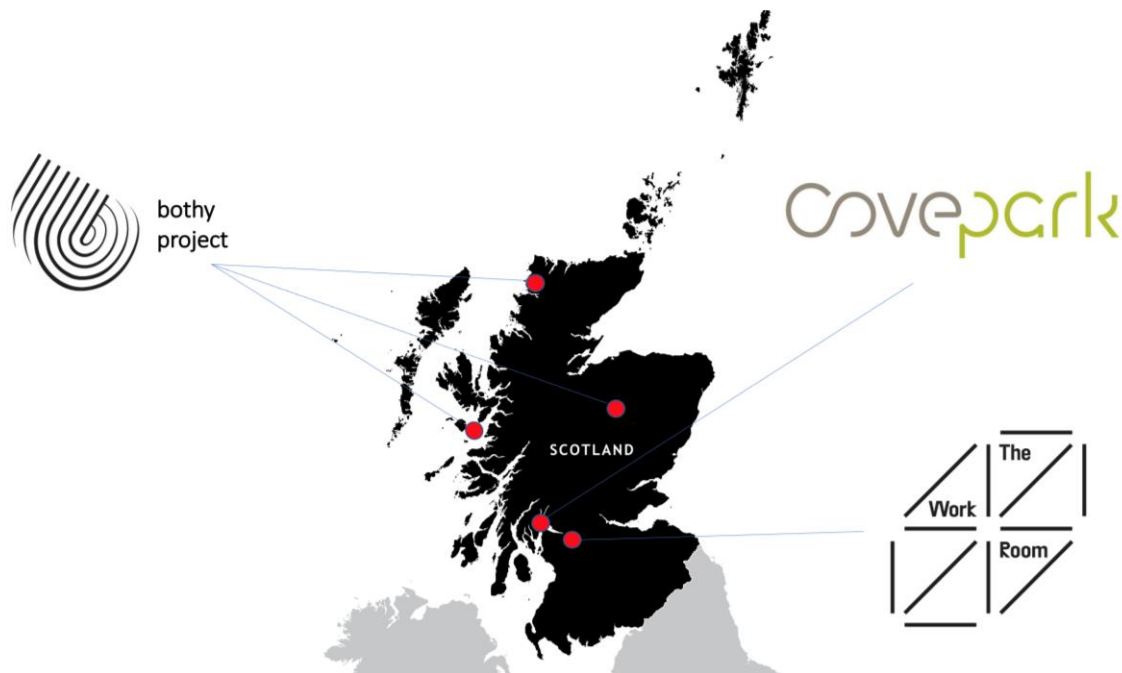 bothy
project
covepark
SCOTLAND
The
Work
Room